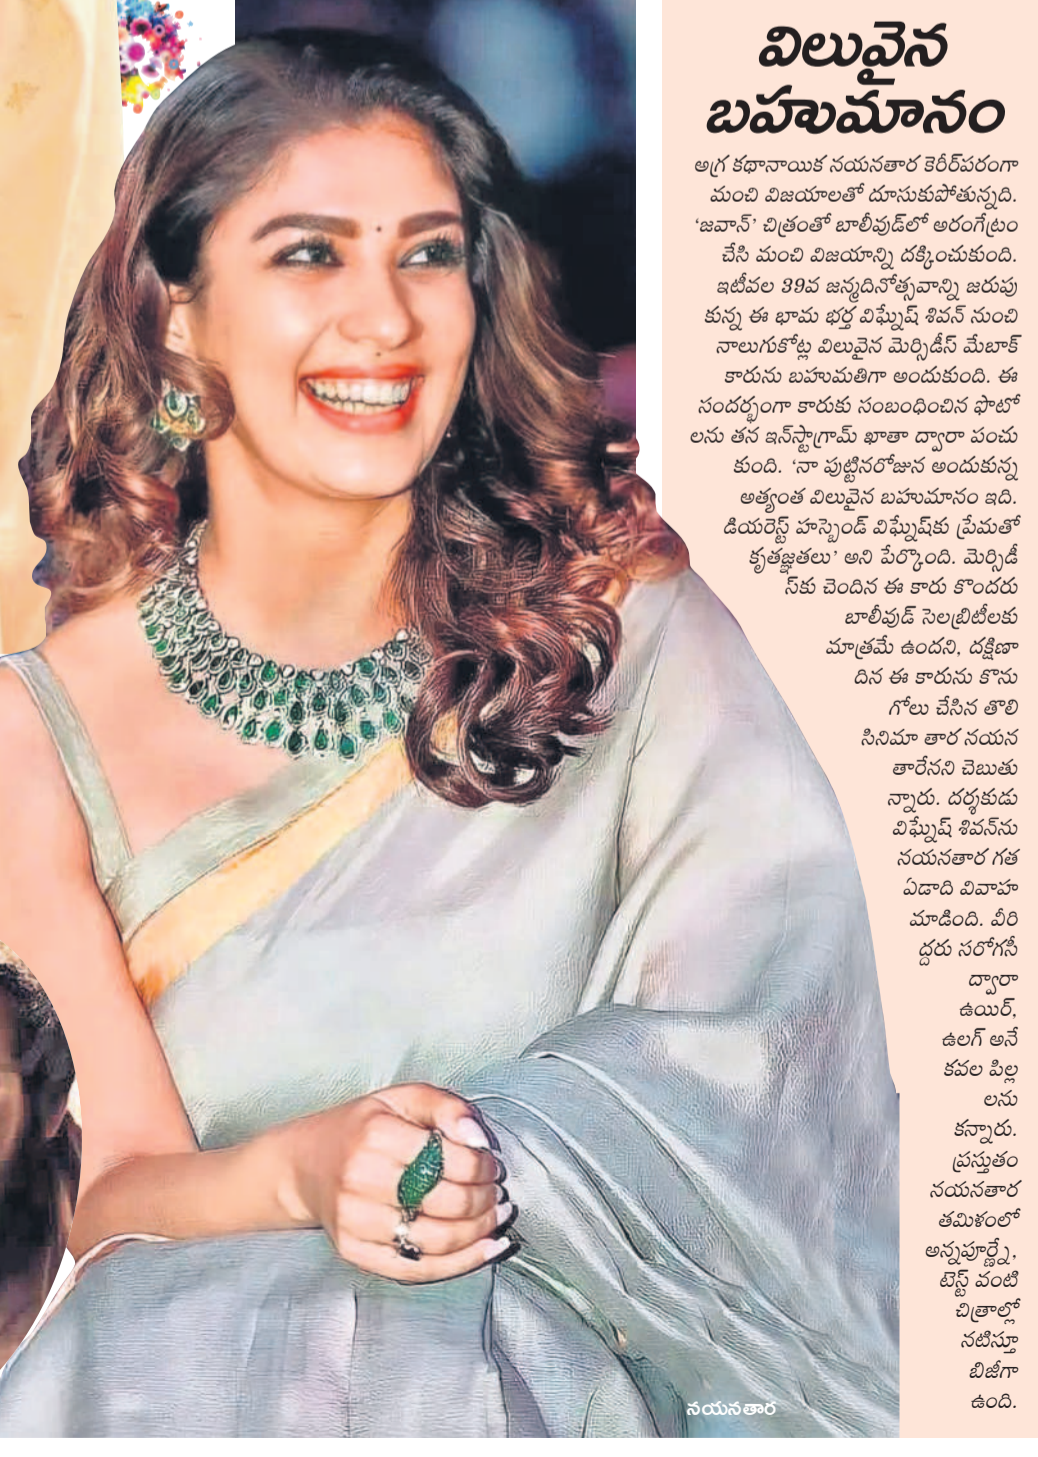 విలువైన
బహుమానం
అగ్ర కథానాయిక నయనతార కెరీర్‌పరంగా
మంచి విజయాలతో దూసుకుపోతున్నది.
‘జవాన్’ చిత్రంతో బాలీవుడ్‌లో అరంగేట్రం
చేసి మంచి విజయాన్ని దక్కించుకుంది.
ఇటీవల 39వ జన్మదినోత్సవాన్ని జరుపు
కున్న ఈ భామ భర్త విఘ్నేష్ శివన్ నుంచి
నాలుగుకోట్ల విలువైన మెర్సిడీస్ మేబాక్
కారును బహుమతిగా అందుకుంది. ఈ
సందర్భంగా కారుకు సంబంధించిన ఫొటో
లను తన ఇన్‌స్టాగ్రామ్ ఖాతా ద్వారా పంచు
కుంది. ‘నా పుట్టినరోజున అందుకున్న
అత్యంత విలువైన బహుమానం ఇది.
డియరెస్ట్ హస్బెండ్ విఘ్నేష్‌కు ప్రేమతో
కృతజ్ఞతలు’ అని పేర్కొంది. మెర్సిడీ
స్‌కు చెందిన ఈ కారు కొందరు
బాలీవుడ్ సెలబ్రిటీలకు
మాత్రమే ఉందని, దక్షిణా
దిన ఈ కారును కొను
గోలు చేసిన తొలి
సినిమా తార నయన
తారేనని చెబుతు
న్నారు. దర్శకుడు
విఘ్నేష్ శివన్‌ను
నయనతార గత
ఏడాది వివాహ
మాడింది. వీరి
ద్దరు సరోగసీ
ద్వారా
ఉయిర్,
ఉలగ్ అనే
కవల పిల్ల
లను
కన్నారు.
ప్రస్తుతం
నయనతార
తమిళంలో
అన్నపూర్ణ్నే,
టెస్ట్ వంటి
చిత్రాల్లో
నటిస్తూ
బిజీగా
ఉంది.
నయనతార